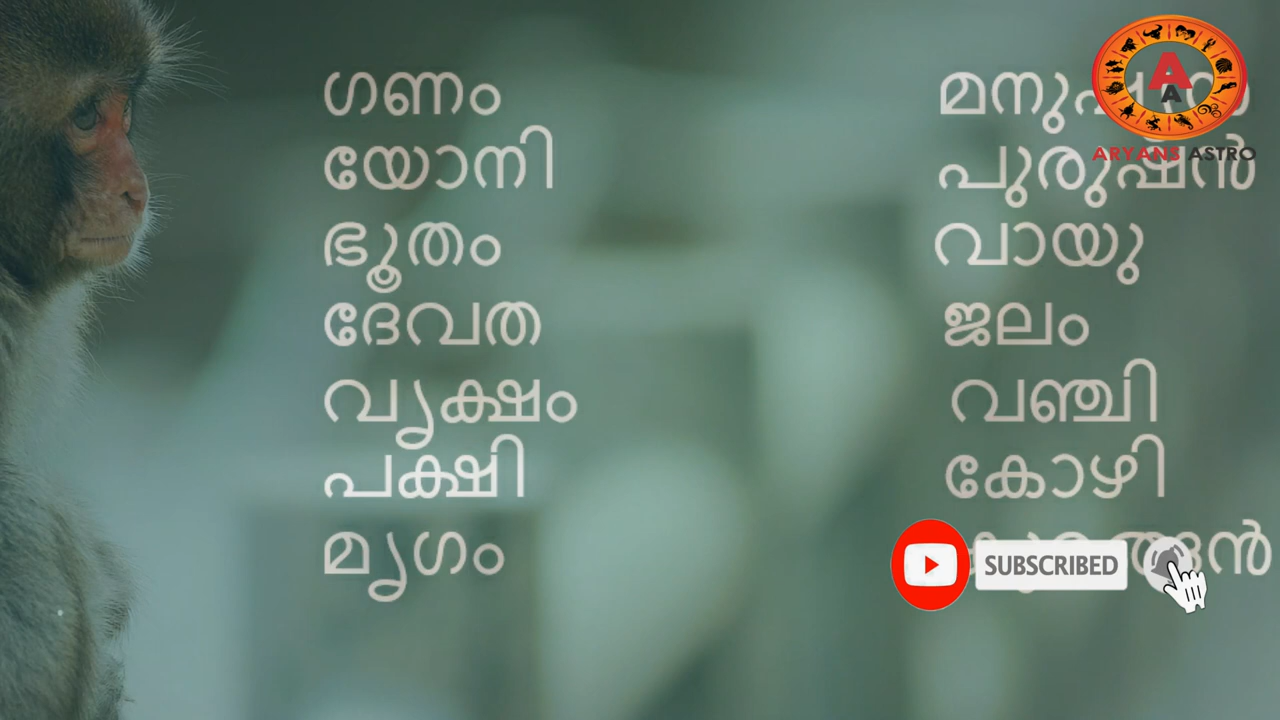 ഗണം
യോനി പുരുഷൻ
ഭൂതം വായു
ദേവത ജലം
വൃക്ഷം വഞ്ചി
പക്ഷി കോഴി
മൃഗം
ARYANS ASTRO
SUBSCRIBED